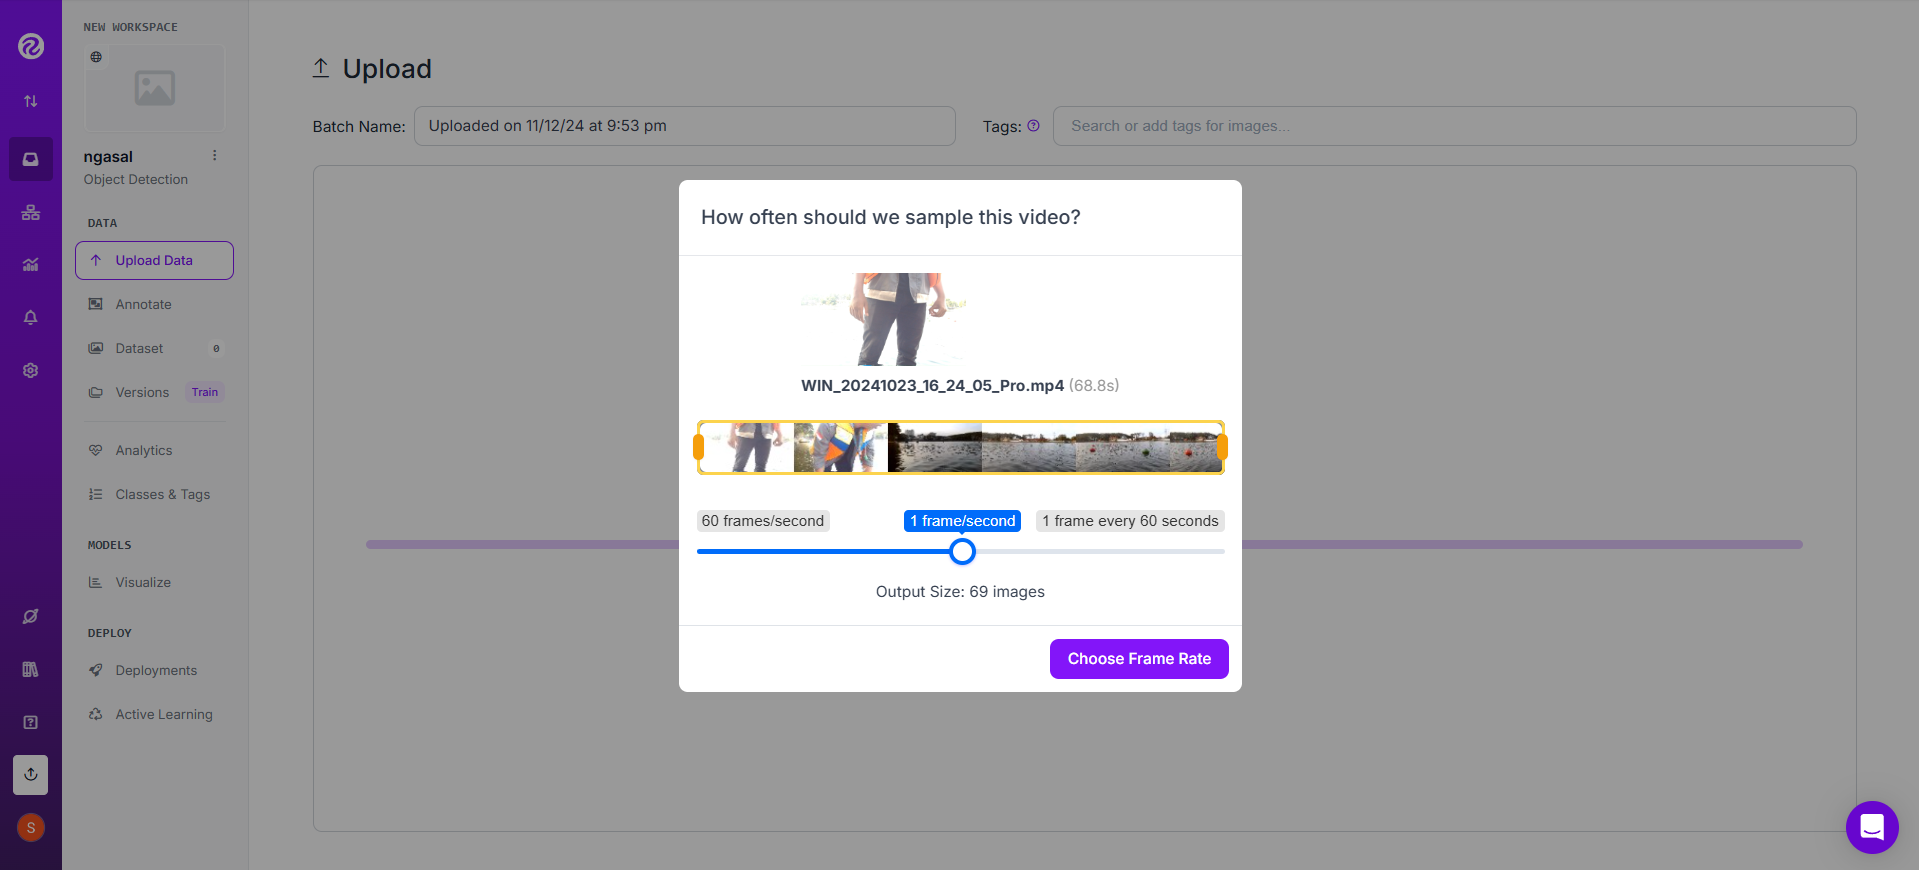 NEW WORKSPACE
ngasal
Object Detection
DATA
Upload Data
Annotate
Dataset 0
Versions Train
Analytics
Classes & Tags
MODELS
Visualize
DEPLOY
Deployments
Active Learning
S
Upload
Batch Name: Uploaded on 11/12/24 at 9:53 pm
Tags: Search or add tags for images...
How often should we sample this video?
WIN_20241023_16_24_05_Pro.mp4 (68.8s)
60 frames/second 1 frame/second 1 frame every 60 seconds
Output Size: 69 images
Choose Frame Rate